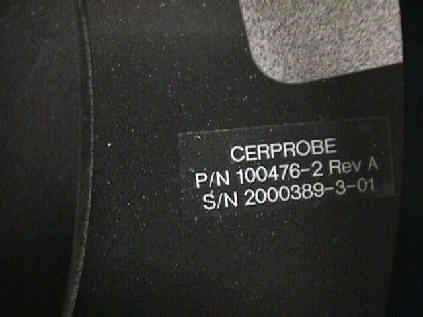 CERPROBE
P/N 100476-2 Rev A
S/N 2000389-3-01